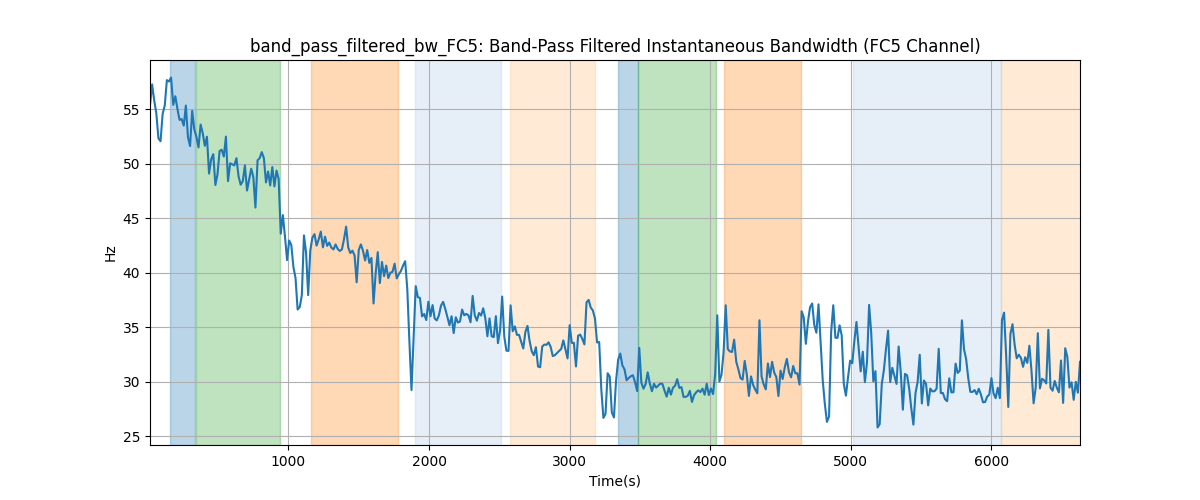 band_pass_filtered_bw_FC5: Band-Pass Filtered Instantaneous Bandwidth (FC5 Channel)
55
50
45
40
35
30
25
Hz
1000 2000 3000 4000 5000 6000
Time(s)